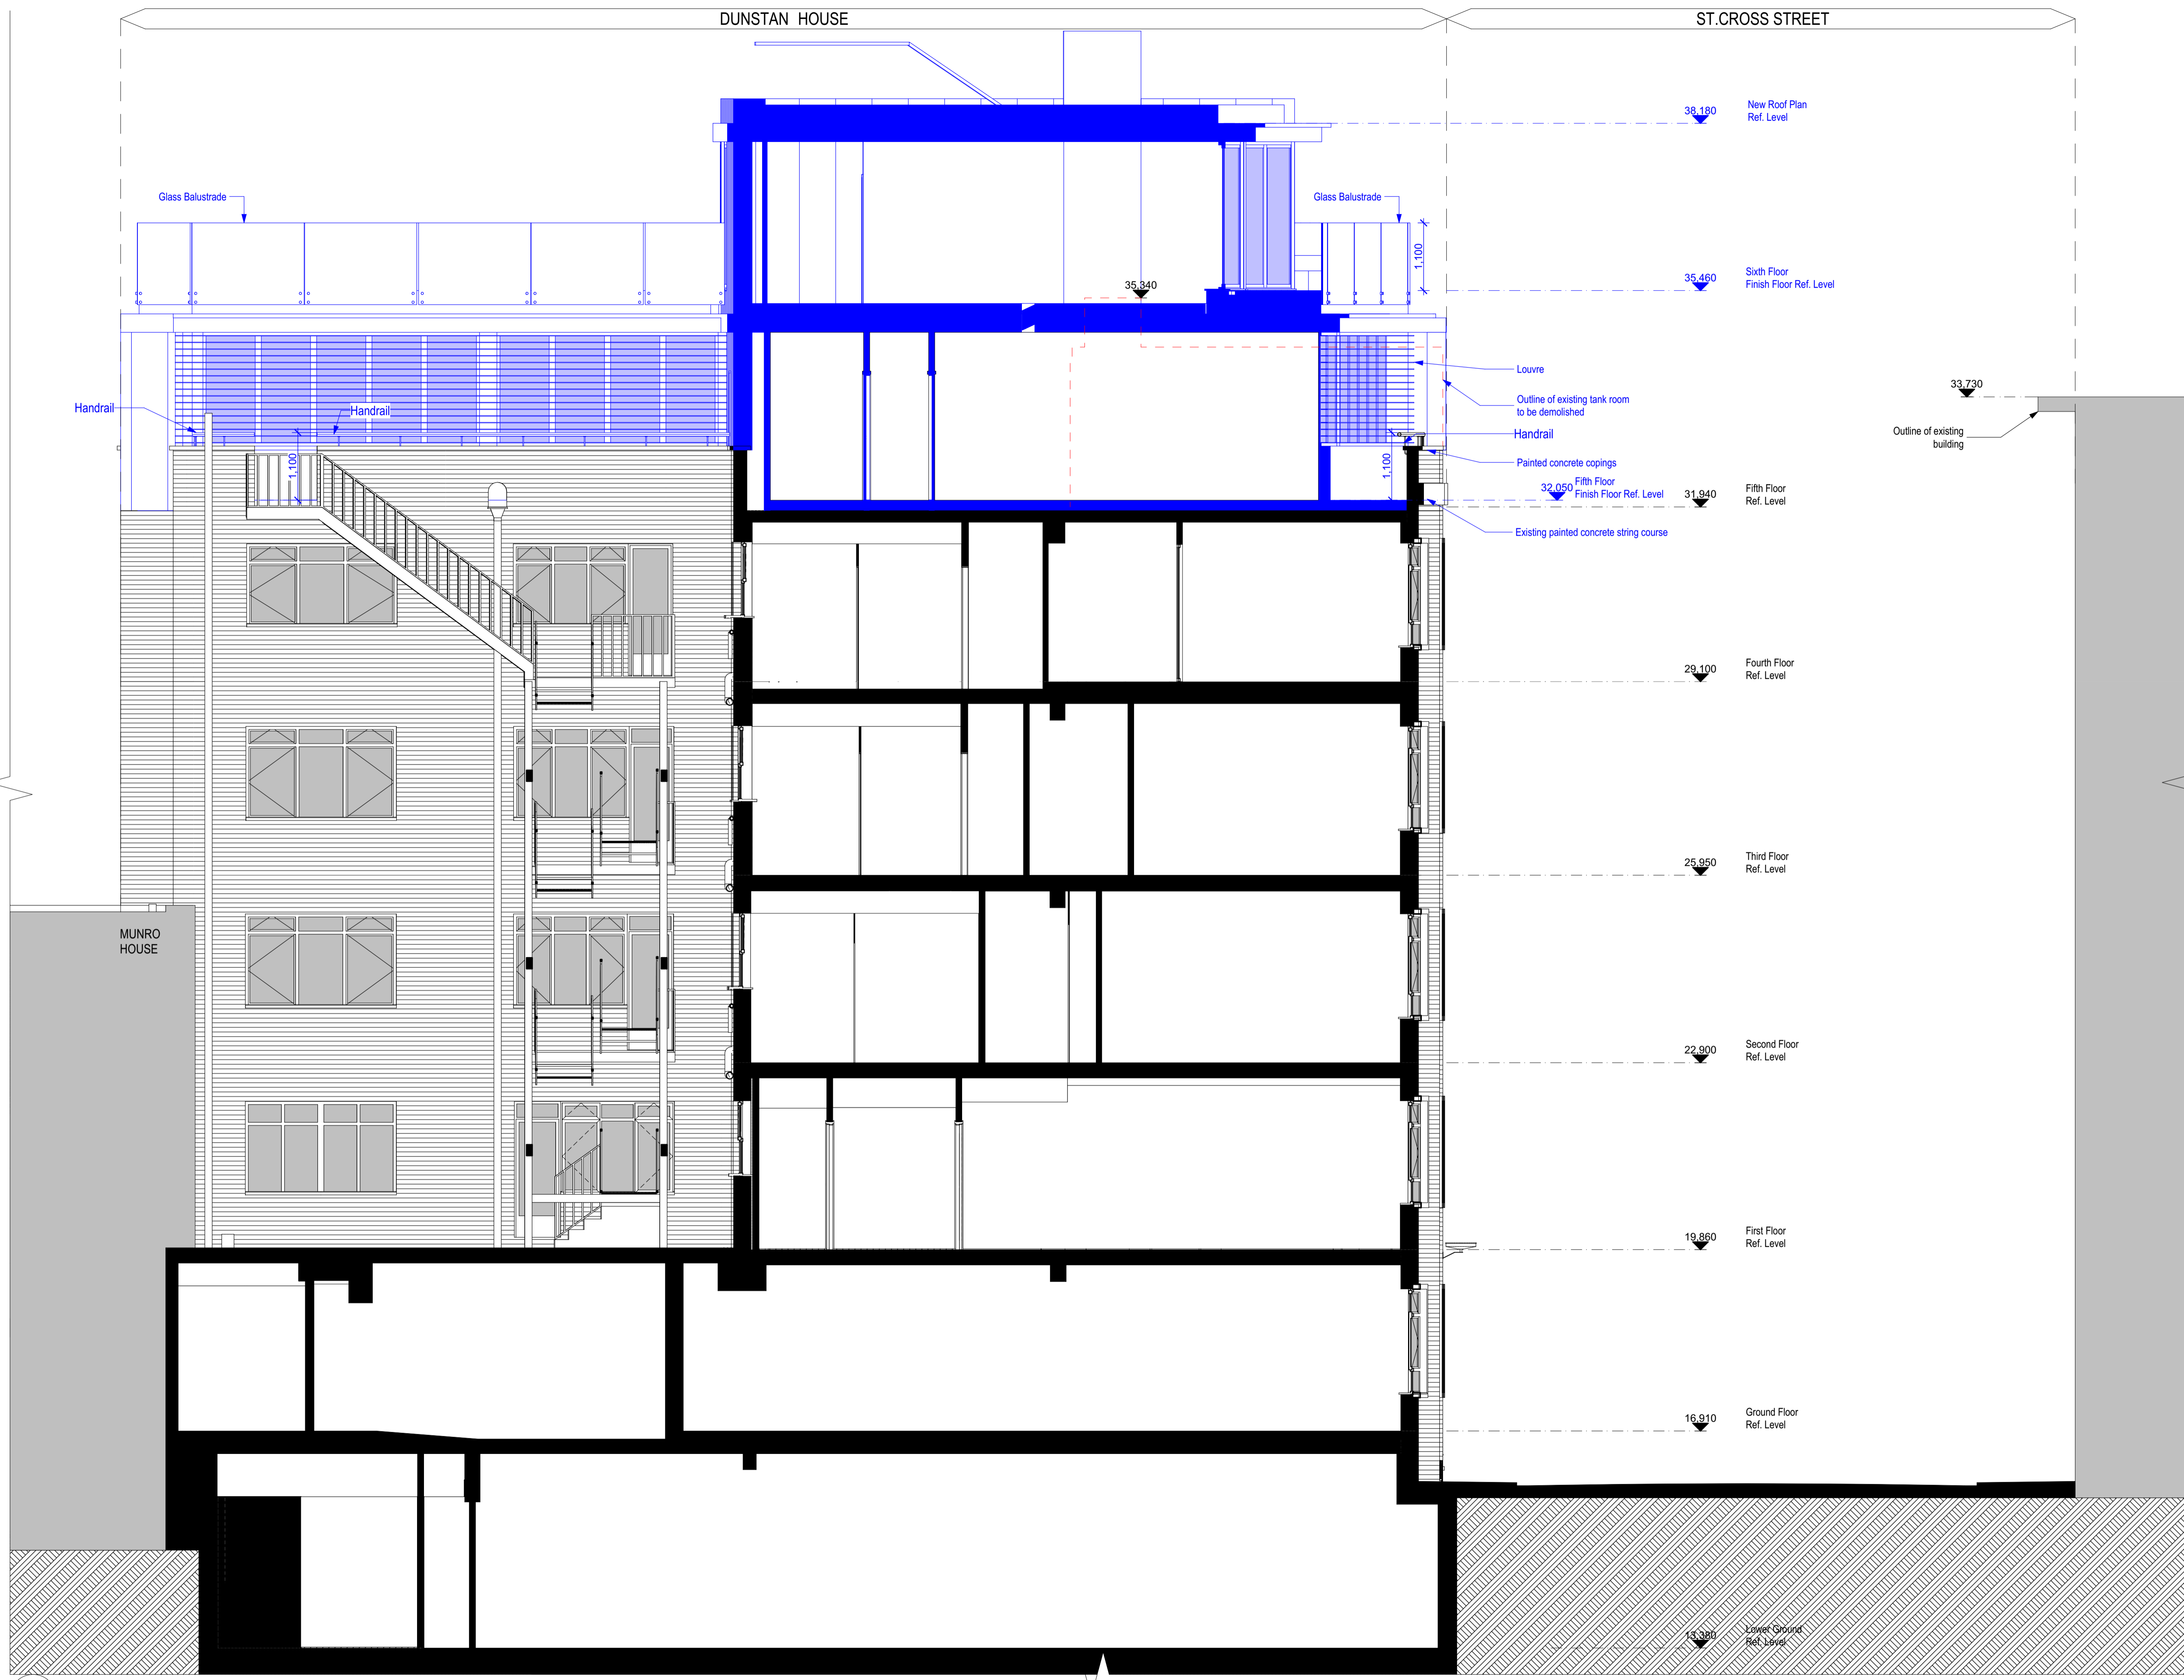 DUNSTAN HOUSE
ST.CROSS STREET
38,180
New Roof Plan
Ref. Level
Glass Balustrade
Glass Balustrade
1,100
35,460
Sixth Floor
Finish Floor Ref. Level
35,340
Louvre
33,730
Outline of existing tank room
to be demolished
Handrail
Handrail
Handrail
Outline of existing
building
1,100
1,100
Painted concrete copings
32,050
Fifth Floor
Finish Floor Ref. Level
31,940
Fifth Floor
Ref. Level
Existing painted concrete string course
29,100
Fourth Floor
Ref. Level
25,950
Third Floor
Ref. Level
MUNRO
HOUSE
22,900
Second Floor
Ref. Level
19,860
First Floor
Ref. Level
16,910
Ground Floor
Ref. Level
13,380
Lower Ground
Ref. Level